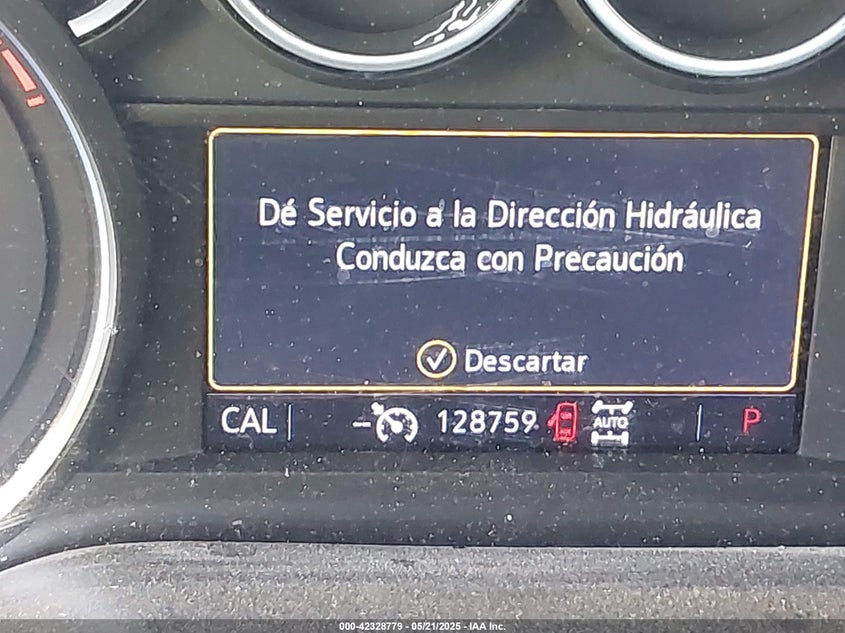 Dé Servicio a la Dirección Hidráulica
Conduzca con Precaución
Descartar
CAL 128759 AUTO P
000-42328779 - 05/21/2025 - IAA Inc.